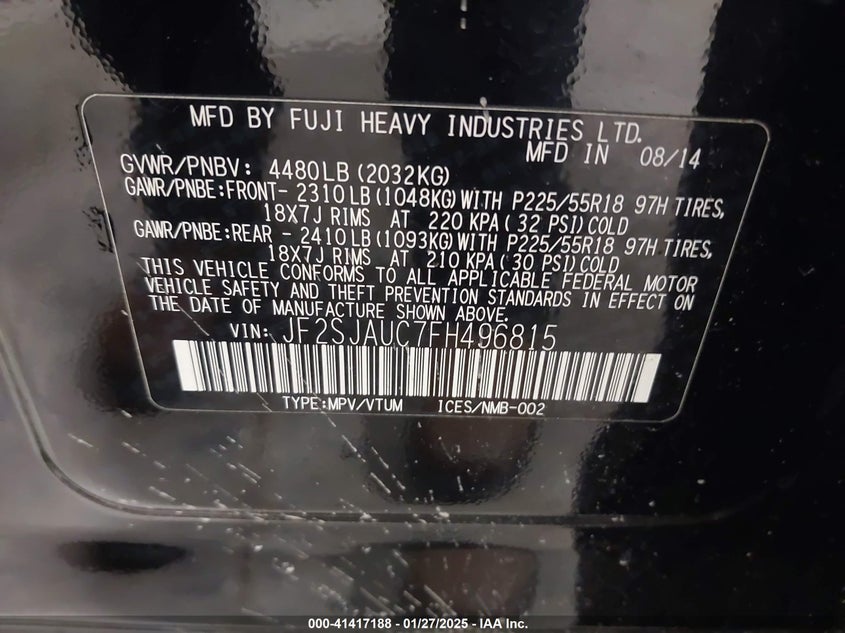 MFD BY FUJI HEAVY INDUSTRIES LTD.
MFD IN 08/14
GVWR/PNBV: 4480LB (2032KG)
GAWR/PNBE:FRONT- 2310LB(1048KG)WITH P225/55R18 97H TIRES,
18X7J RIMS AT 220 KPA(32 PSI)COLD
GAWR/PNBE:REAR - 2410LB(1093KG)WITH P225/55R18 97H TIRES,
18X7J RIMS AT 210 KPA(30 PSI)COLD
THIS VEHICLE CONFORMS TO ALL APPLICABLE FEDERAL MOTOR
VEHICLE SAFETY AND THEFT PREVENTION STANDARDS IN EFFECT ON
THE DATE OF MANUFACTURE SHOWN ABOVE.
VIN: JF2SJAUC7FH496815
TYPE:MPV/VTUM ICES/NMB-002
000-41417188 - 01/27/2025 - IAA Inc.